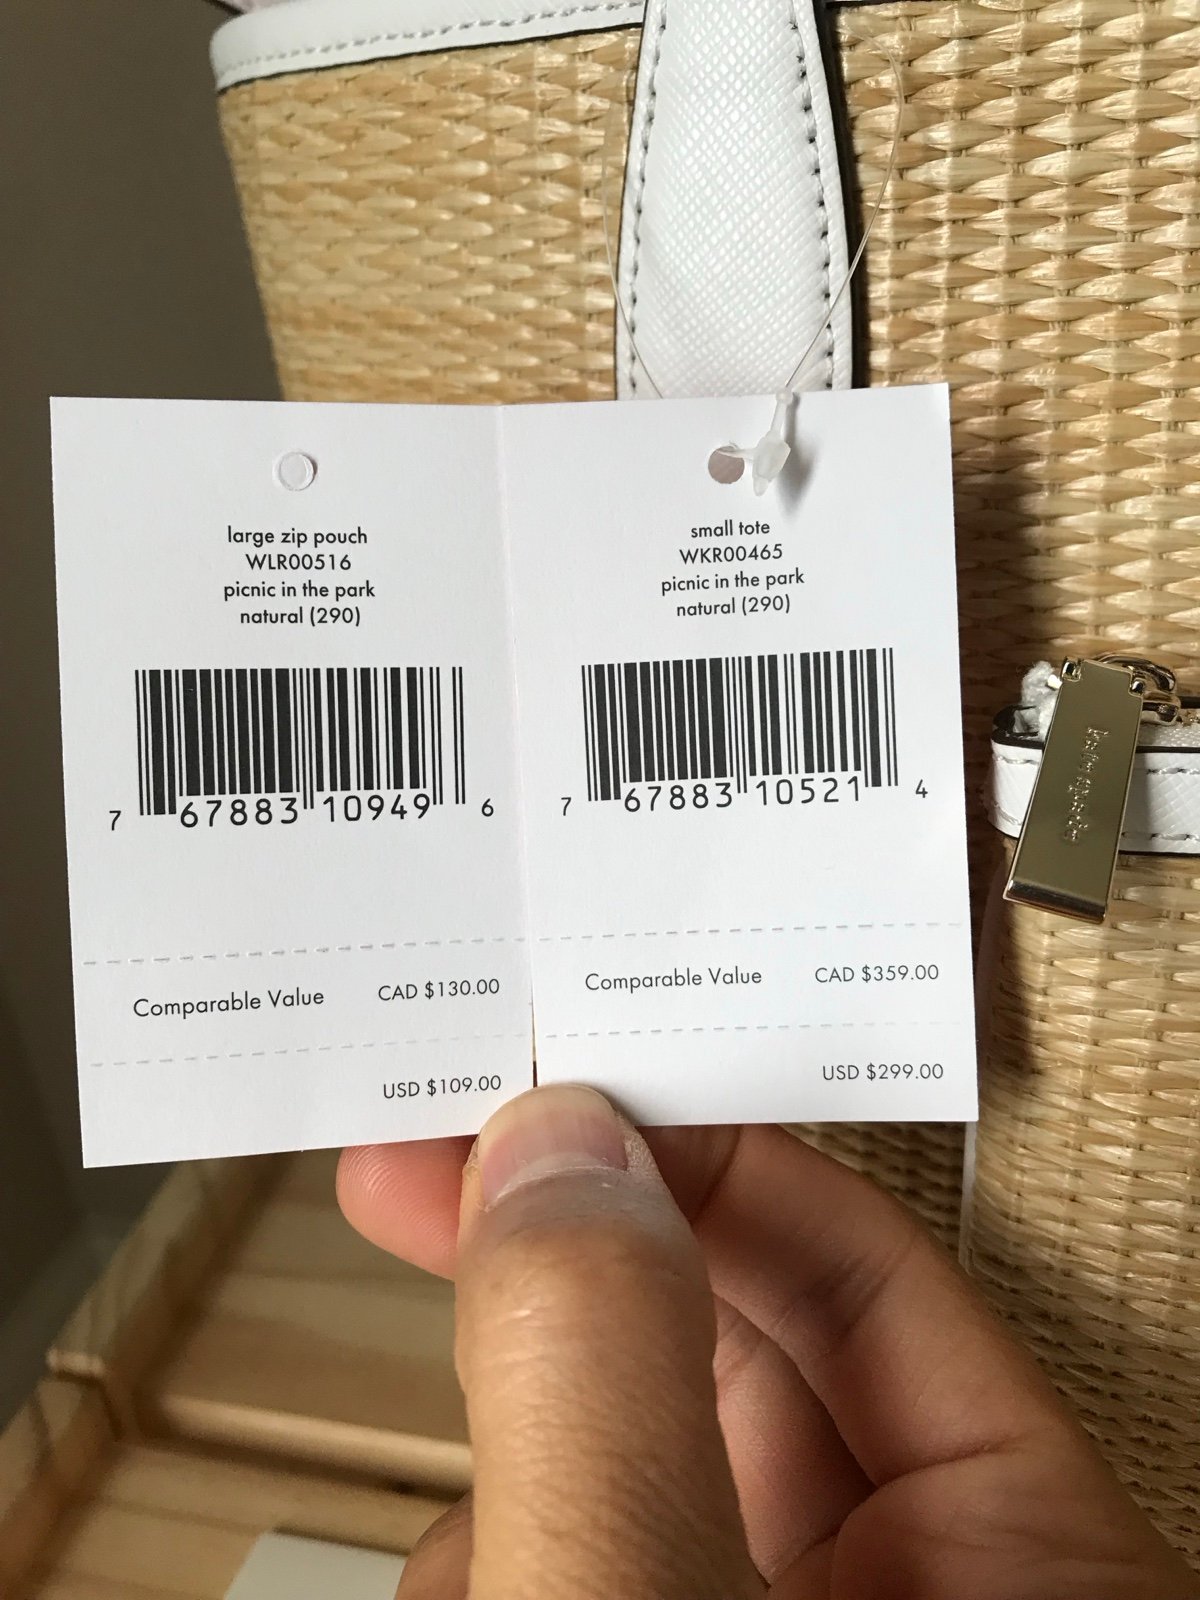 large zip pouch
WLR00516
picnic in the park
natural (290)
7 67883 10949 6
Comparable Value CAD $130.00
USD $109.00
small tote
WKR00465
picnic in the park
natural (290)
7 67883 10521 4
Comparable Value CAD $359.00
USD $299.00
kate spade